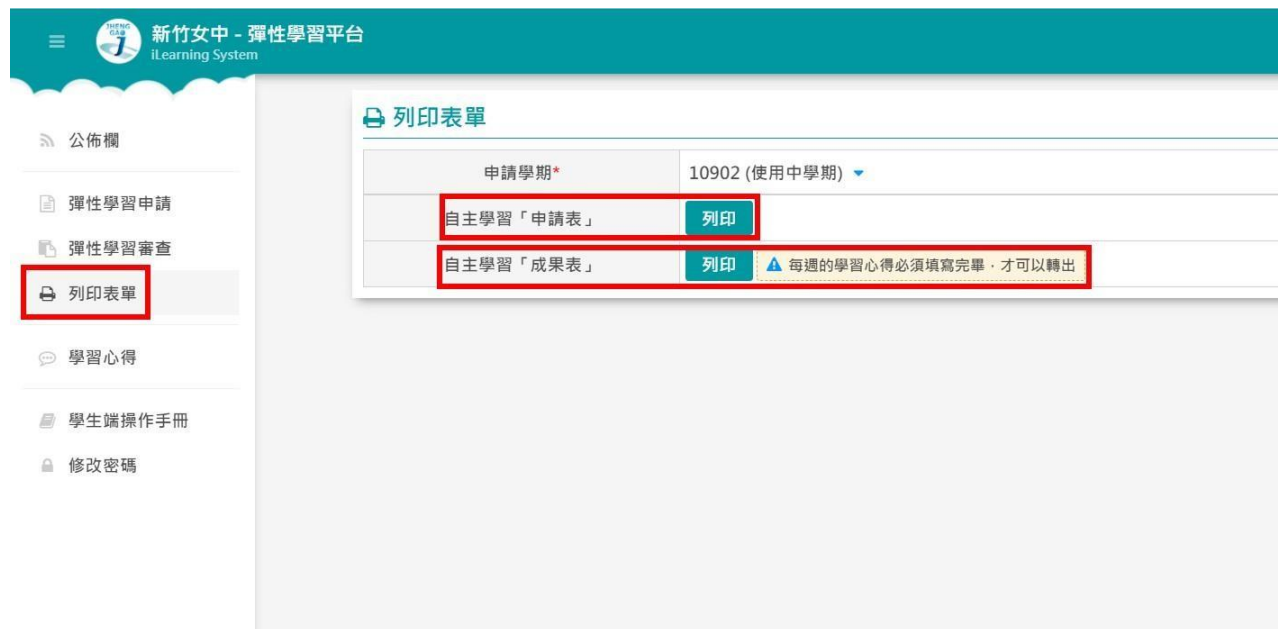 THENG GAO
新竹女中 - 彈性學習平台
iLearning System
公佈欄
彈性學習申請
彈性學習審查
列印表單
學習心得
學生端操作手冊
修改密碼
列印表單
申請學期* 10902 (使用中學期)
自主學習「申請表」 列印
自主學習「成果表」 列印 每週的學習心得必須填寫完畢，才可以轉出